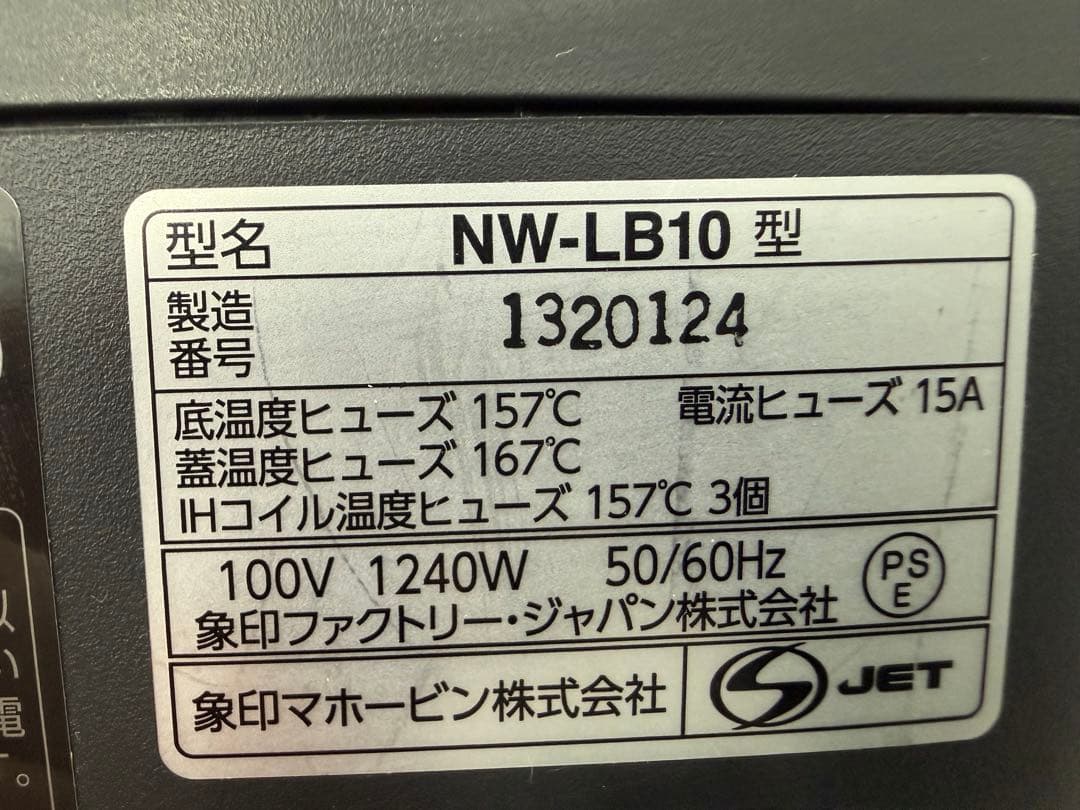 型名 NW-LB10 型
製造番号 1320124
底温度ヒューズ 157℃ 電流ヒューズ 15A
蓋温度ヒューズ 167℃
IHコイル温度ヒューズ 157℃ 3個
100V 1240W 50/60Hz
PSE
象印ファクトリー・ジャパン株式会社
象印マホービン株式会社
JET
い電
す。